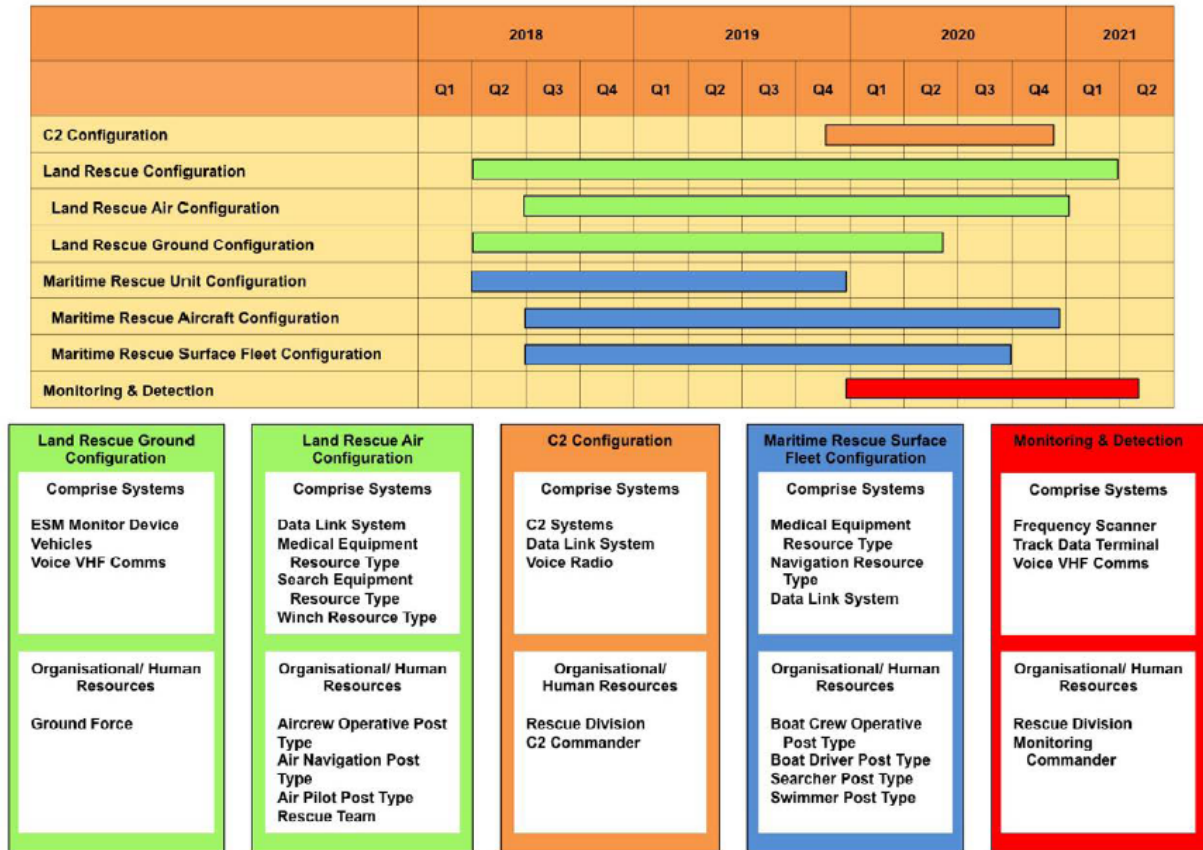 2018 2019 2020 2021
Q1 Q2 Q3 Q4 Q1 Q2 Q3 Q4 Q1 Q2 Q3 Q4 Q1 Q2
C2 Configuration
Land Rescue Configuration
Land Rescue Air Configuration
Land Rescue Ground Configuration
Maritime Rescue Unit Configuration
Maritime Rescue Aircraft Configuration
Maritime Rescue Surface Fleet Configuration
Monitoring & Detection
Land Rescue Ground
Configuration
Comprise Systems
ESM Monitor Device
Vehicles
Voice VHF Comms
Organisational/ Human
Resources
Ground Force
Land Rescue Air
Configuration
Comprise Systems
Data Link System
Medical Equipment
Resource Type
Search Equipment
Resource Type
Winch Resource Type
Organisational/ Human
Resources
Aircrew Operative Post
Type
Air Navigation Post
Type
Air Pilot Post Type
Rescue Team
C2 Configuration
Comprise Systems
C2 Systems
Data Link System
Voice Radio
Organisational/
Human Resources
Rescue Division
C2 Commander
Maritime Rescue Surface
Fleet Configuration
Comprise Systems
Medical Equipment
Resource Type
Navigation Resource
Type
Data Link System
Organisational/ Human
Resources
Boat Crew Operative
Post Type
Boat Driver Post Type
Searcher Post Type
Swimmer Post Type
Monitoring & Detection
Comprise Systems
Frequency Scanner
Track Data Terminal
Voice VHF Comms
Organisational/ Human
Resources
Rescue Division
Monitoring
Commander